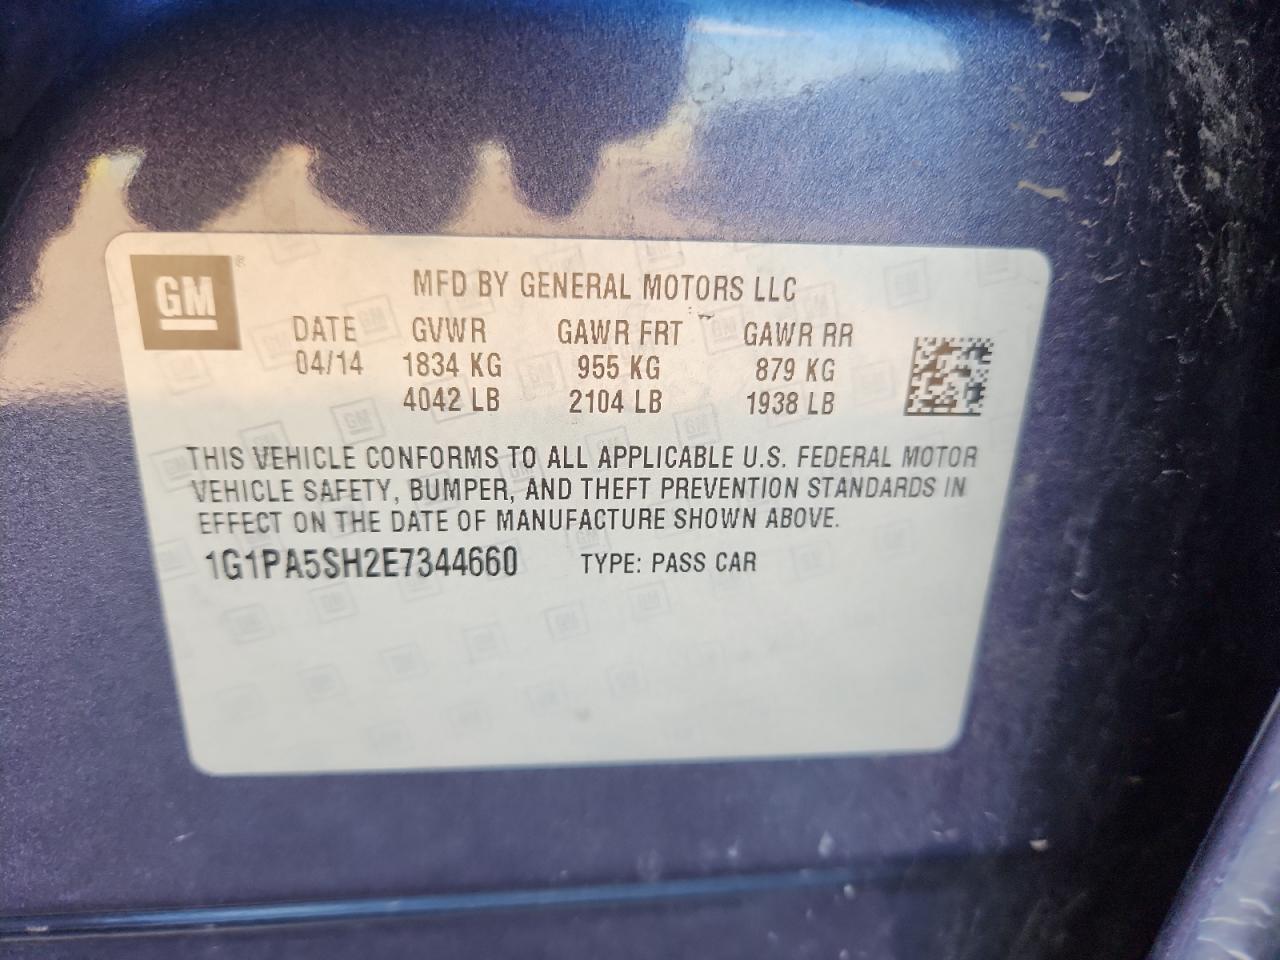 GM ®
MFD BY GENERAL MOTORS LLC
DATE GVWR GAWR FRT GAWR RR
04/14 1834 KG 955 KG 879 KG
4042 LB 2104 LB 1938 LB
THIS VEHICLE CONFORMS TO ALL APPLICABLE U.S. FEDERAL MOTOR
VEHICLE SAFETY, BUMPER, AND THEFT PREVENTION STANDARDS IN
EFFECT ON THE DATE OF MANUFACTURE SHOWN ABOVE.
1G1PA5SH2E7344660 TYPE: PASS CAR